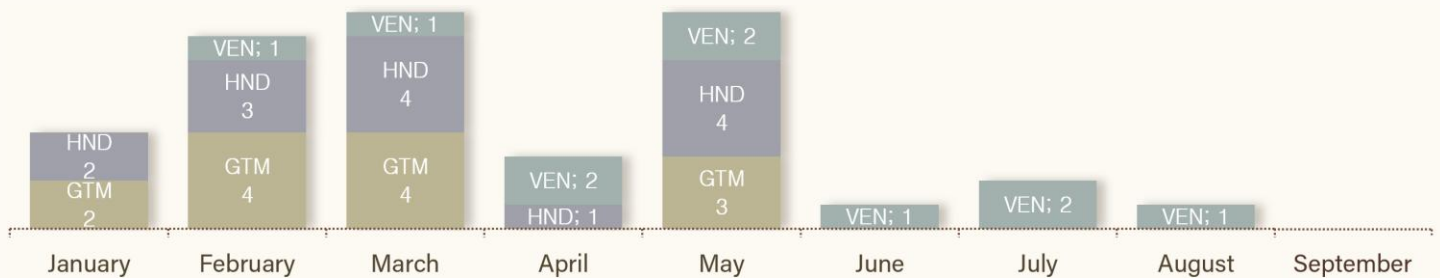 HND
2
GTM
2
VEN; 1
HND
3
GTM
4
VEN; 1
HND
4
GTM
4
VEN; 2
HND; 1
VEN; 2
HND
4
GTM
3
VEN; 1
VEN; 2
VEN; 1
January February March April May June July August September